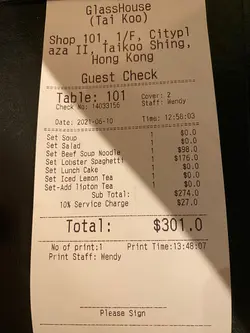 GlassHouse
(Tai Koo)
Shop 101, 1/F, Citypl
aza II, Taikoo Shing,
Hong Kong
Guest Check
Table: 101 Cover: 2
Check No: 14033156 Staff: Wendy
Date: 2021-06-10 Time: 12:56:03
Set Soup 1 $0.0
Set Salad 1 $0.0
Set Beef Soup Noodle 1 $98.0
Set Lobster Spaghetti 1 $176.0
Set Lunch Cake 1 $0.0
Set Iced Lemon Tea 1 $0.0
Set-Add lipton Tea 1 $0.0
Sub Total: $274.0
10% Service Charge $27.0
Total: $301.0
No of print:1 Print Time:13:48:07
Print Staff: Wendy
Please Sign